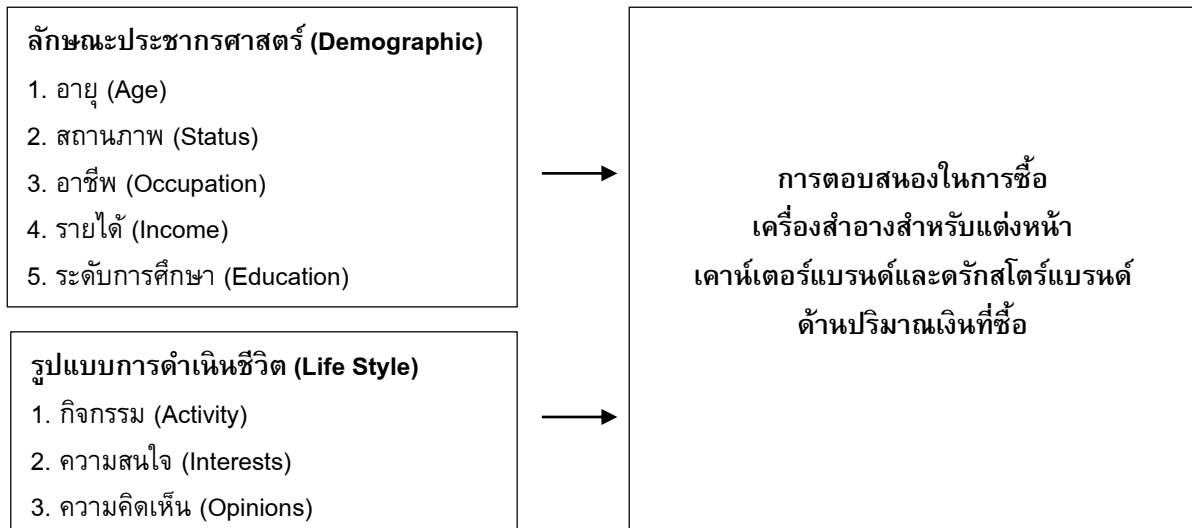 ลักษณะประชากรศาสตร์ (Demographic)
1. อายุ (Age)
2. สถานภาพ (Status)
3. อาชีพ (Occupation)
4. รายได้ (Income)
5. ระดับการศึกษา (Education)
รูปแบบการดำเนินชีวิต (Life Style)
1. กิจกรรม (Activity)
2. ความสนใจ (Interests)
3. ความคิดเห็น (Opinions)
การตอบสนองในการซื้อ
เครื่องสำอางสำหรับแต่งหน้า
เคาน์เตอร์แบรนด์และดรักสโตร์แบรนด์
ด้านปริมาณเงินที่ซื้อ